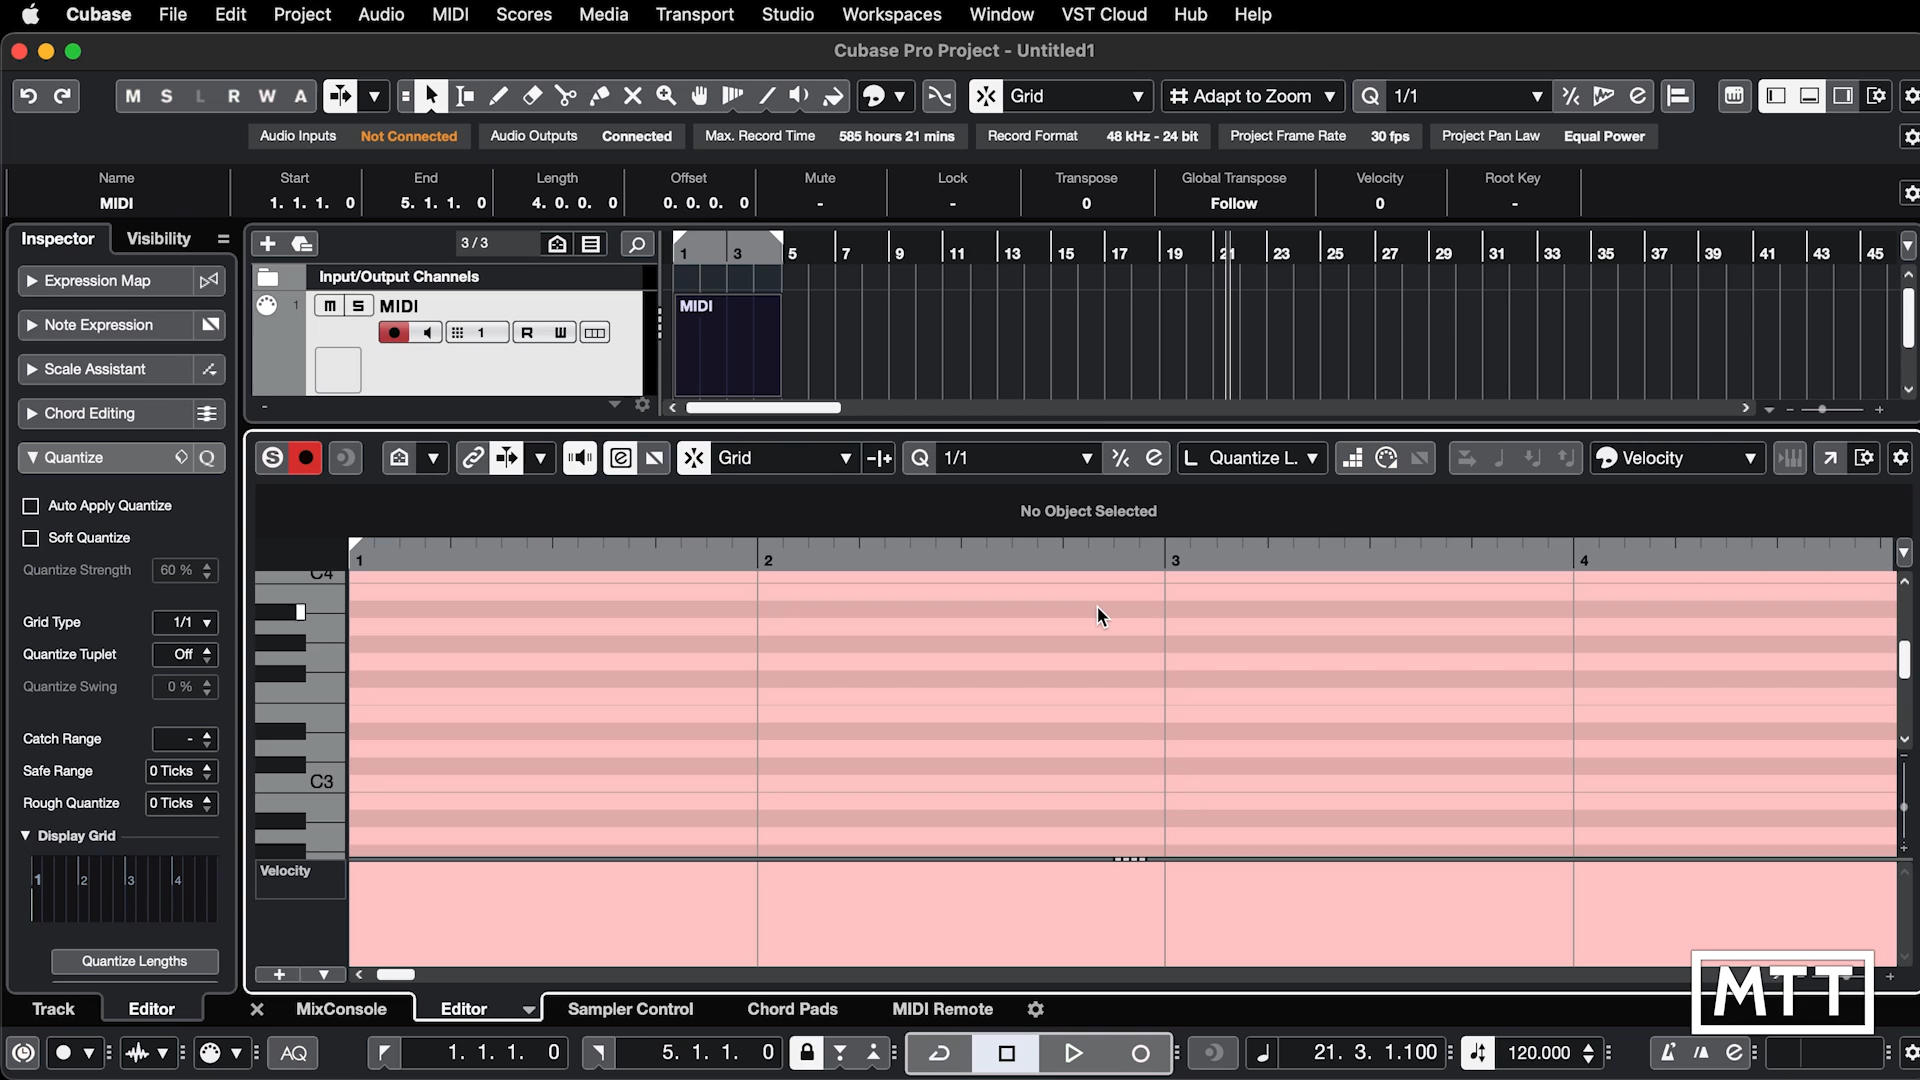 Cubase File Edit Project Audio MIDI Scores Media Transport Studio Workspaces Window VST Cloud Hub Help
Cubase Pro Project - Untitled1
M S L R W A Grid Adapt to Zoom Q 1/1
Audio Inputs Not Connected Audio Outputs Connected Max. Record Time 585 hours 21 mins Record Format 48 kHz - 24 bit Project Frame Rate 30 fps Project Pan Law Equal Power
Name Start End Length Offset Mute Lock Transpose Global Transpose Velocity Root Key
MIDI 1. 1. 1. 0 5. 1. 1. 0 4. 0. 0. 0 0. 0. 0. 0 - - 0 Follow 0 -
Inspector Visibility 3 / 3 1 3 5 7 9 11 13 15 17 19 21 23 25 27 29 31 33 35 37 39 41 43 45
Input/Output Channels
Expression Map
1 m S MIDI
MIDI
Note Expression
1 R W
Scale Assistant
Chord Editing
Quantize Q
S Grid Q 1/1 L Quantize L. Velocity
Auto Apply Quantize
No Object Selected
Soft Quantize
Quantize Strength 60 %
1 2 3 4
C4
Grid Type 1/1
Quantize Tuplet Off
Quantize Swing 0 %
Catch Range -
Safe Range 0 Ticks
C3
Rough Quantize 0 Ticks
Display Grid
1 2 3 4
Velocity
Quantize Lengths
MTT
Track Editor MixConsole Editor Sampler Control Chord Pads MIDI Remote
AQ 1. 1. 1. 0 5. 1. 1. 0 21. 3. 1.100 120.000